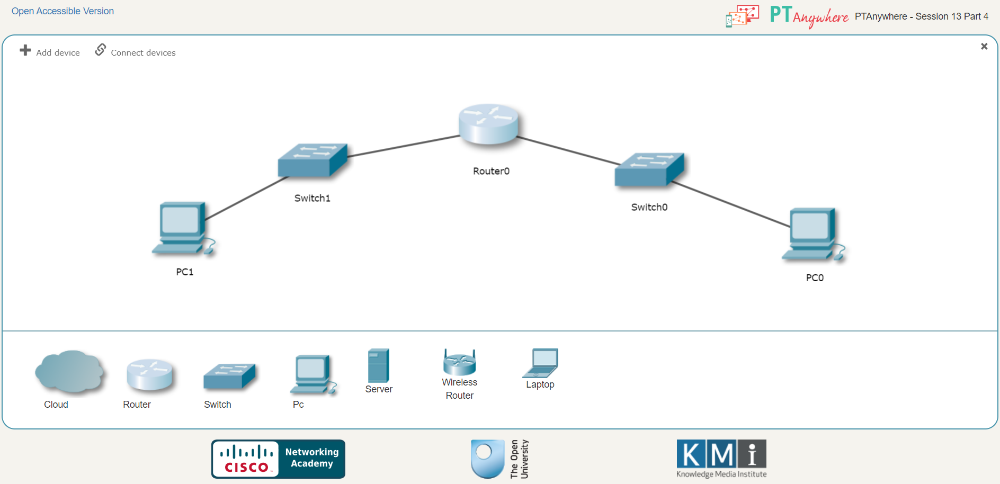 Open Accessible Version
PT Anywhere
PTAnywhere - Session 13 Part 4
Add device
Connect devices
Router0
Switch1
Switch0
PC1
PC0
Cloud
Router
Switch
Pc
Server
Wireless
Router
Laptop
CISCO
Networking
Academy
The Open
University
KMi
Knowledge Media Institute